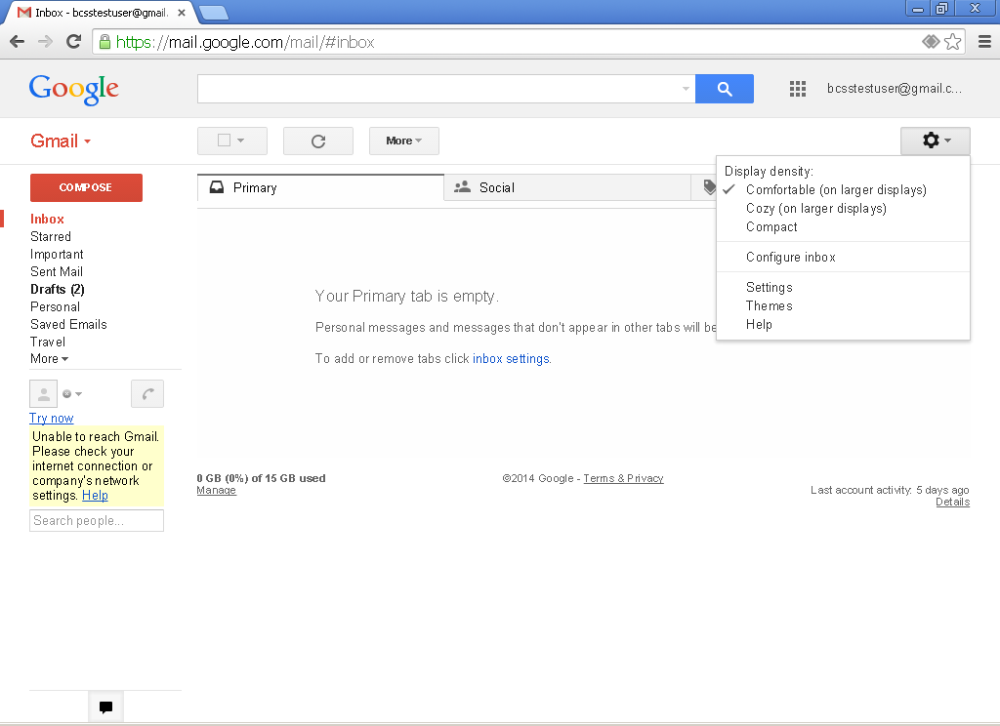 Inbox - bcsstestuser@gmail.
https://mail.google.com/mail/#inbox
Google
bcsstestuser@gmail.c...
Gmail
More
COMPOSE
Primary
Social
Display density:
Comfortable (on larger displays)
Cozy (on larger displays)
Compact
Configure inbox
Settings
Themes
Help
Inbox
Starred
Important
Sent Mail
Drafts (2)
Personal
Saved Emails
Travel
More
Your Primary tab is empty.
Personal messages and messages that don't appear in other tabs will be
To add or remove tabs click inbox settings.
Try now
Unable to reach Gmail.
Please check your
internet connection or
company's network
settings. Help
Search people...
0 GB (0%) of 15 GB used
Manage
©2014 Google - Terms & Privacy
Last account activity: 5 days ago
Details